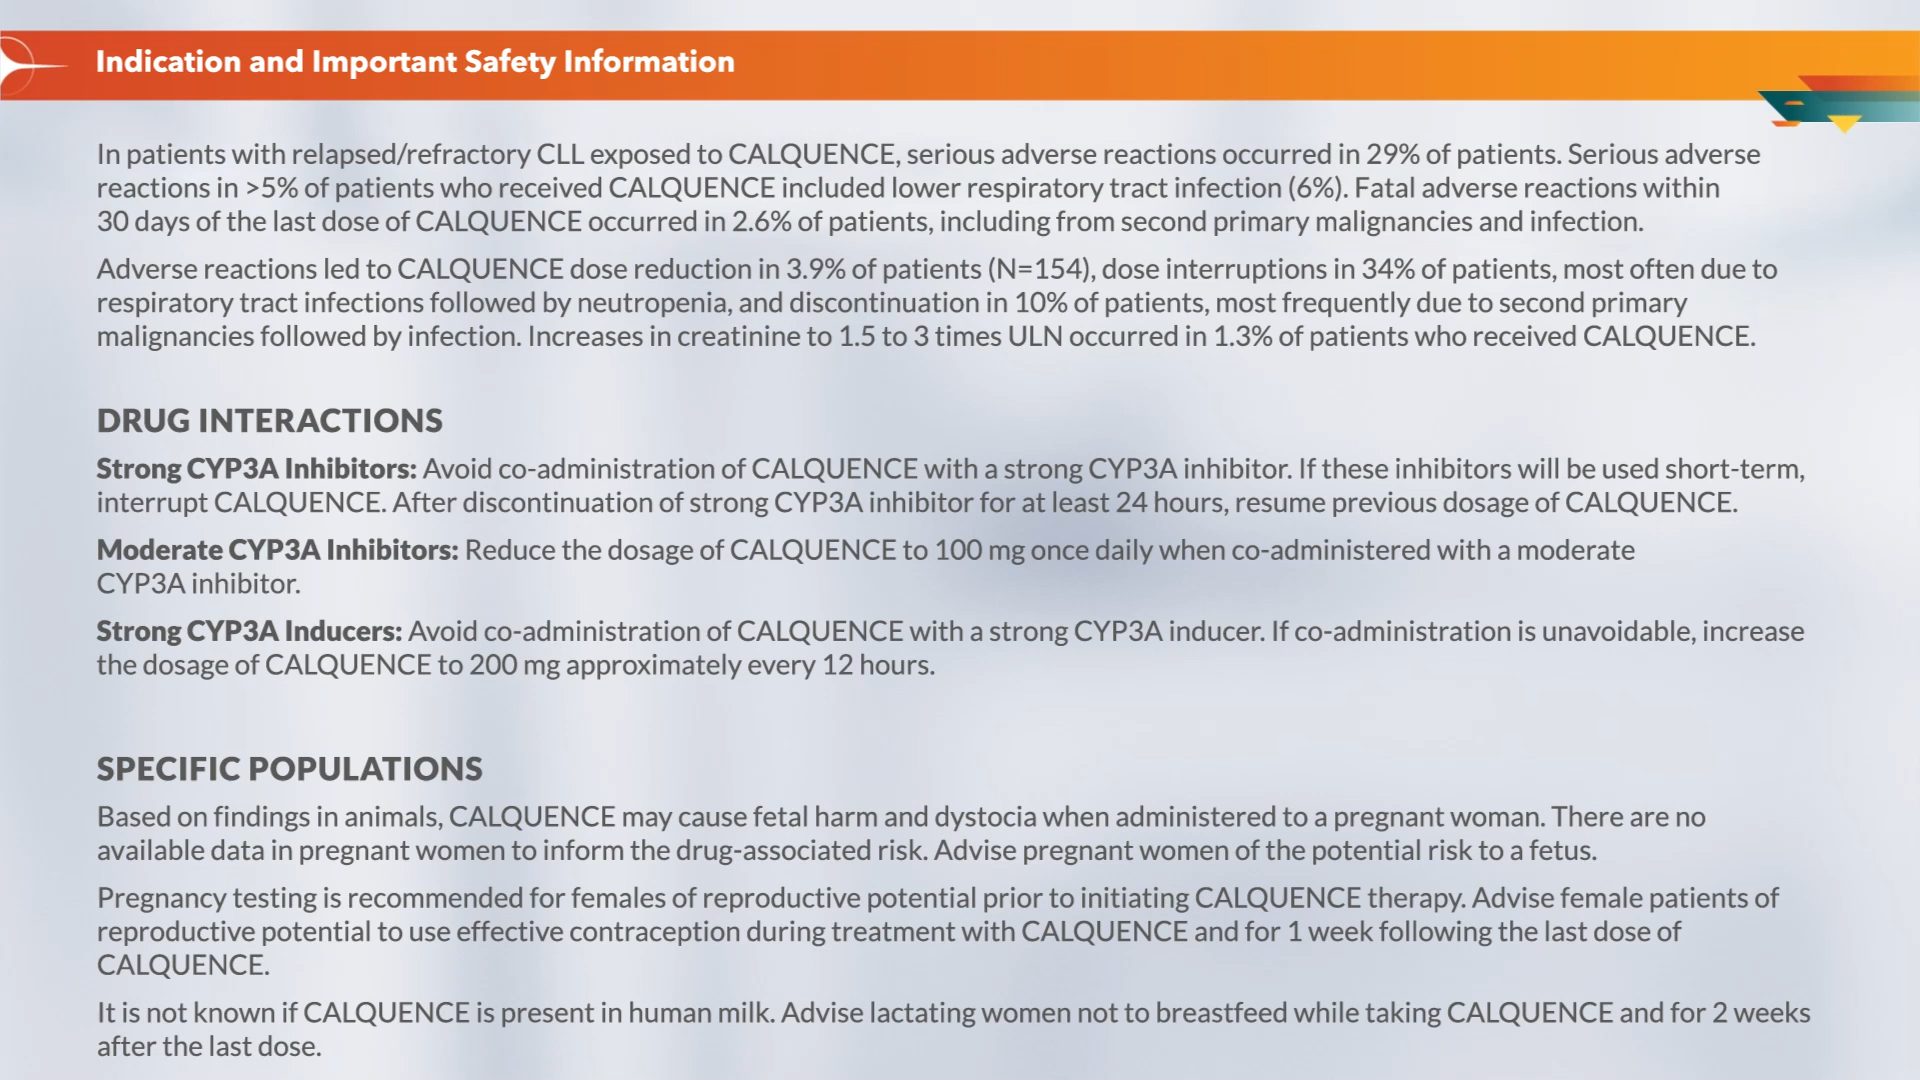 Indication and Important Safety Information
In patients with relapsed/refractory CLL exposed to CALQUENCE, serious adverse reactions occurred in 29% of patients. Serious adverse
reactions in >5% of patients who received CALQUENCE included lower respiratory tract infection (6%). Fatal adverse reactions within
30 days of the last dose of CALQUENCE occurred in 2.6% of patients, including from second primary malignancies and infection.
Adverse reactions led to CALQUENCE dose reduction in 3.9% of patients (N=154), dose interruptions in 34% of patients, most often due to
respiratory tract infections followed by neutropenia, and discontinuation in 10% of patients, most frequently due to second primary
malignancies followed by infection. Increases in creatinine to 1.5 to 3 times ULN occurred in 1.3% of patients who received CALQUENCE.
DRUG INTERACTIONS
Strong CYP3A Inhibitors: Avoid co-administration of CALQUENCE with a strong CYP3A inhibitor. If these inhibitors will be used short-term,
interrupt CALQUENCE. After discontinuation of strong CYP3A inhibitor for at least 24 hours, resume previous dosage of CALQUENCE.
Moderate CYP3A Inhibitors: Reduce the dosage of CALQUENCE to 100 mg once daily when co-administered with a moderate
CYP3A inhibitor.
Strong CYP3A Inducers: Avoid co-administration of CALQUENCE with a strong CYP3A inducer. If co-administration is unavoidable, increase
the dosage of CALQUENCE to 200 mg approximately every 12 hours.
SPECIFIC POPULATIONS
Based on findings in animals, CALQUENCE may cause fetal harm and dystocia when administered to a pregnant woman. There are no
available data in pregnant women to inform the drug-associated risk. Advise pregnant women of the potential risk to a fetus.
Pregnancy testing is recommended for females of reproductive potential prior to initiating CALQUENCE therapy. Advise female patients of
reproductive potential to use effective contraception during treatment with CALQUENCE and for 1 week following the last dose of
CALQUENCE.
It is not known if CALQUENCE is present in human milk. Advise lactating women not to breastfeed while taking CALQUENCE and for 2 weeks
after the last dose.